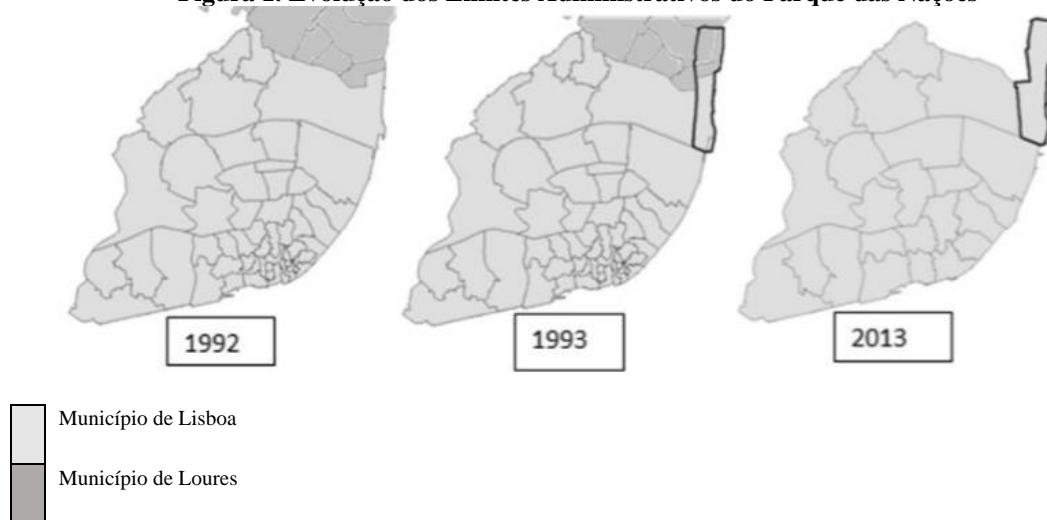 Figura 1. Evolução dos Limites Administrativos do Parque das Nações
1992
1993
2013
Município de Lisboa
Município de Loures